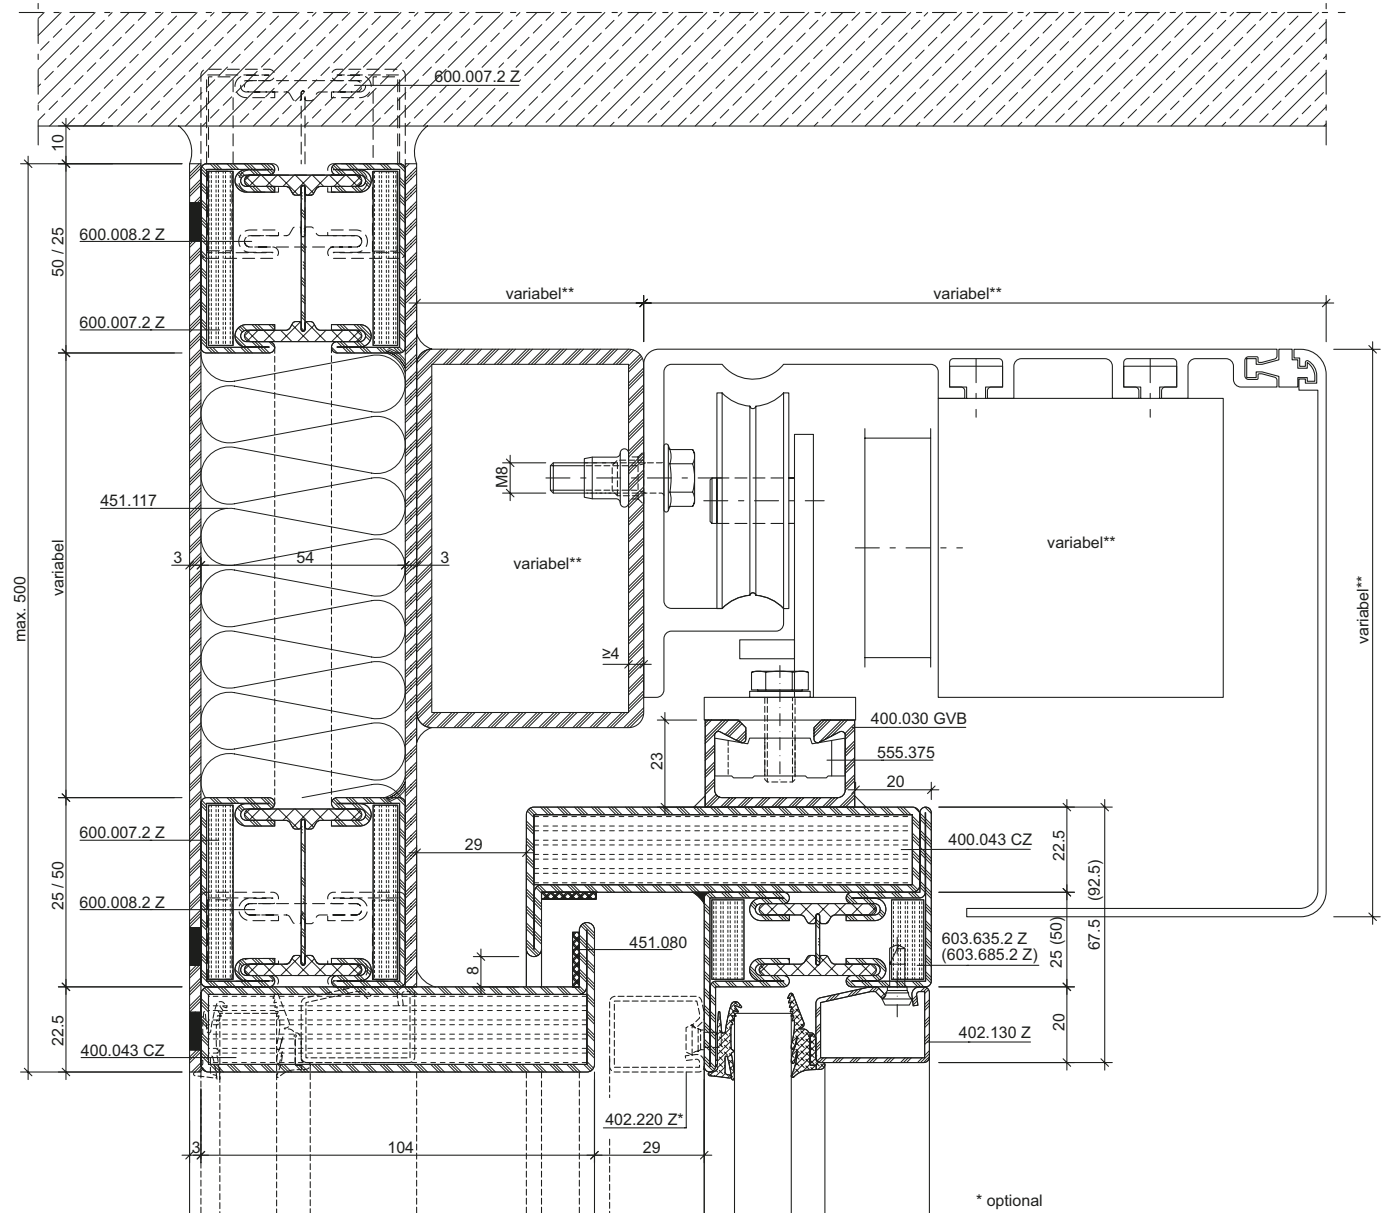 600.007.2 Z
10
600.008.2 Z
50 / 25
variabel**
variabel**
600.007.2 Z
M8
451.117
variabel**
variabel**
3
54
3
variabel
max. 500
variabel**
≥4
400.030 GVB
23
555.375
20
600.007.2 Z
29
400.043 CZ
22.5
(92.5)
25 / 50
600.008.2 Z
451.080
603.635.2 Z
(603.685.2 Z)
25 (50)
67.5
8
22.5
400.043 CZ
402.130 Z
20
402.220 Z*
3
104
29
* optional